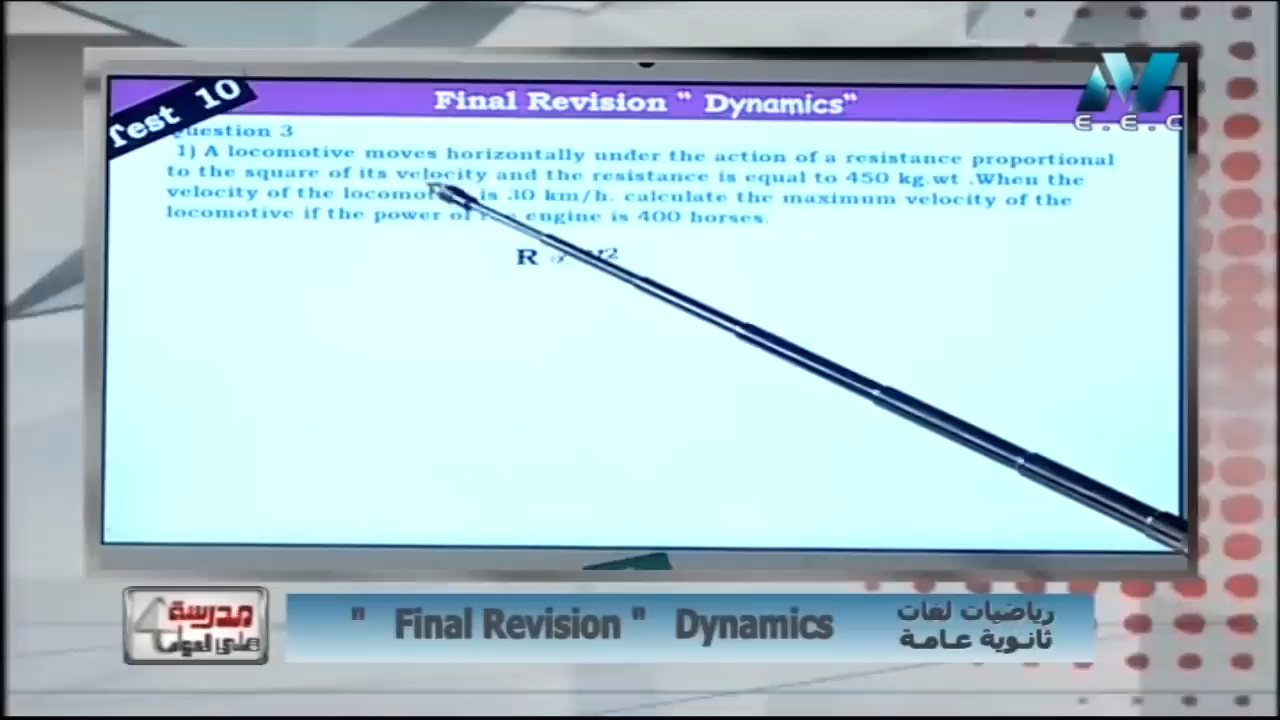 Test 10
Final Revision " Dynamics"
E.E.C
uestion 3
1) A locomotive moves horizontally under the action of a resistance proportional
to the square of its velocity and the resistance is equal to 450 kg.wt .When the
velocity of the locomo is 30 km/h. calculate the maximum velocity of the
locomotive if the power of engine is 400 horses.
R 2
مدرسة
على الهواء
" Final Revision " Dynamics
رياضيات لغات
ثانوية عامة